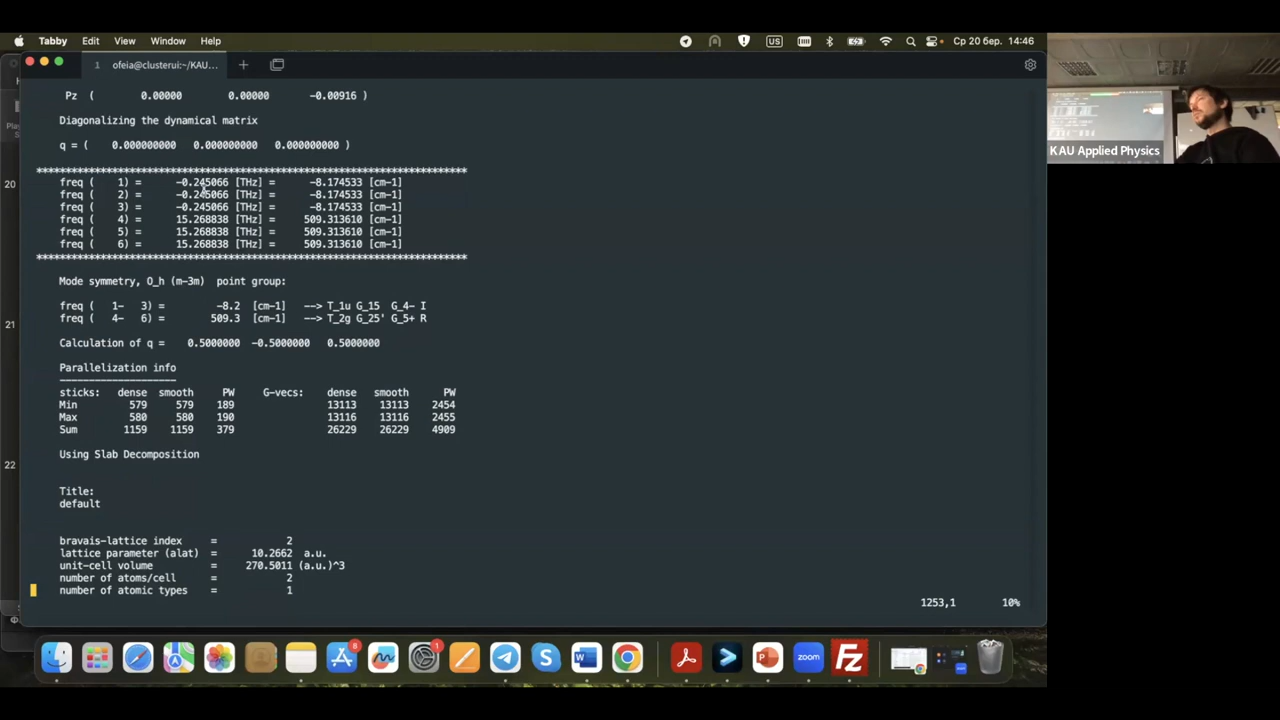 Tabby Edit View Window Help US Ср 20 бер. 14:46
1 ofeia@clusterui:~/KAU...
Pz ( 0.00000 0.00000 -0.00916 )
Diagonalizing the dynamical matrix
q = ( 0.000000000 0.000000000 0.000000000 )
**************************************************************************
freq ( 1) = -0.245066 [THz] = -8.174533 [cm-1]
freq ( 2) = -0.245066 [THz] = -8.174533 [cm-1]
freq ( 3) = -0.245066 [THz] = -8.174533 [cm-1]
freq ( 4) = 15.268838 [THz] = 509.313610 [cm-1]
freq ( 5) = 15.268838 [THz] = 509.313610 [cm-1]
freq ( 6) = 15.268838 [THz] = 509.313610 [cm-1]
**************************************************************************
Mode symmetry, O_h (m-3m) point group:
freq ( 1- 3) = -8.2 [cm-1] --> T_1u G_15 G_4- I
freq ( 4- 6) = 509.3 [cm-1] --> T_2g G_25' G_5+ R
Calculation of q = 0.5000000 -0.5000000 0.5000000
Parallelization info
--------------------
sticks: dense smooth PW G-vecs: dense smooth PW
Min 579 579 189 13113 13113 2454
Max 580 580 190 13116 13116 2455
Sum 1159 1159 379 26229 26229 4909
Using Slab Decomposition
Title:
default
bravais-lattice index = 2
lattice parameter (alat) = 10.2662 a.u.
unit-cell volume = 270.5011 (a.u.)^3
number of atoms/cell = 2
number of atomic types = 1
1253,1 10%
20
21
22
KAU Applied Physics
8
1
W
P
zoom
FZ